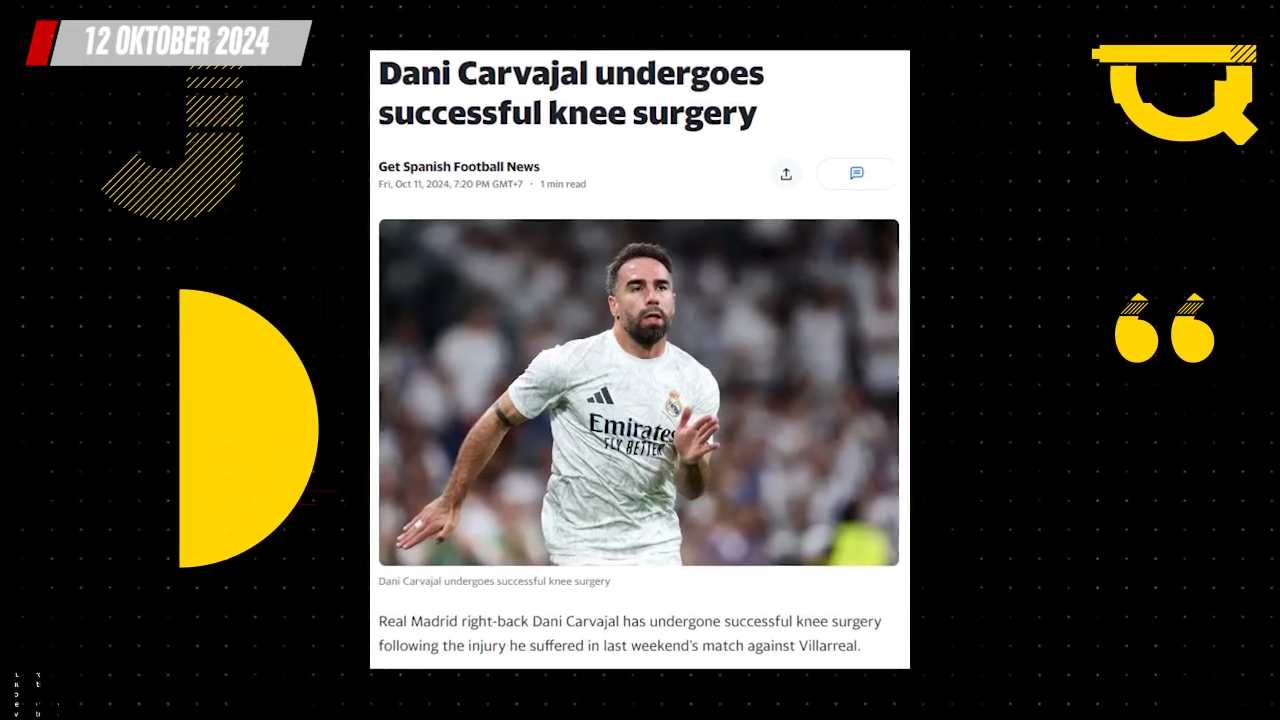 12 OKTOBER 2024
Dani Carvajal undergoes
successful knee surgery
Get Spanish Football News
Fri, Oct 11, 2024, 7:20 PM GMT+7 · 1 min read
Emirates
FLY BETTER
Dani Carvajal undergoes successful knee surgery
Real Madrid right-back Dani Carvajal has undergone successful knee surgery
following the injury he suffered in last weekend's match against Villarreal.